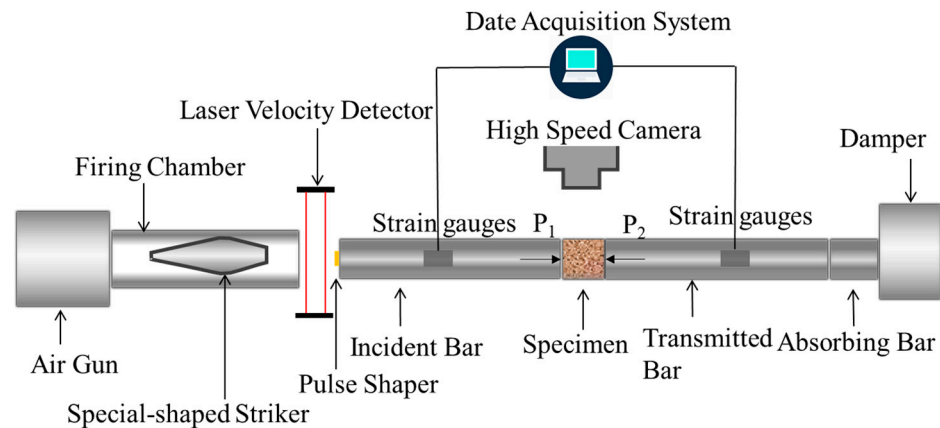 Date Acquisition System
Laser Velocity Detector
High Speed Camera
Damper
Firing Chamber
Strain gauges
P₁
P₂
Strain gauges
Air Gun
Special-shaped Striker
Pulse Shaper
Incident Bar
Specimen
Transmitted
Bar
Absorbing Bar